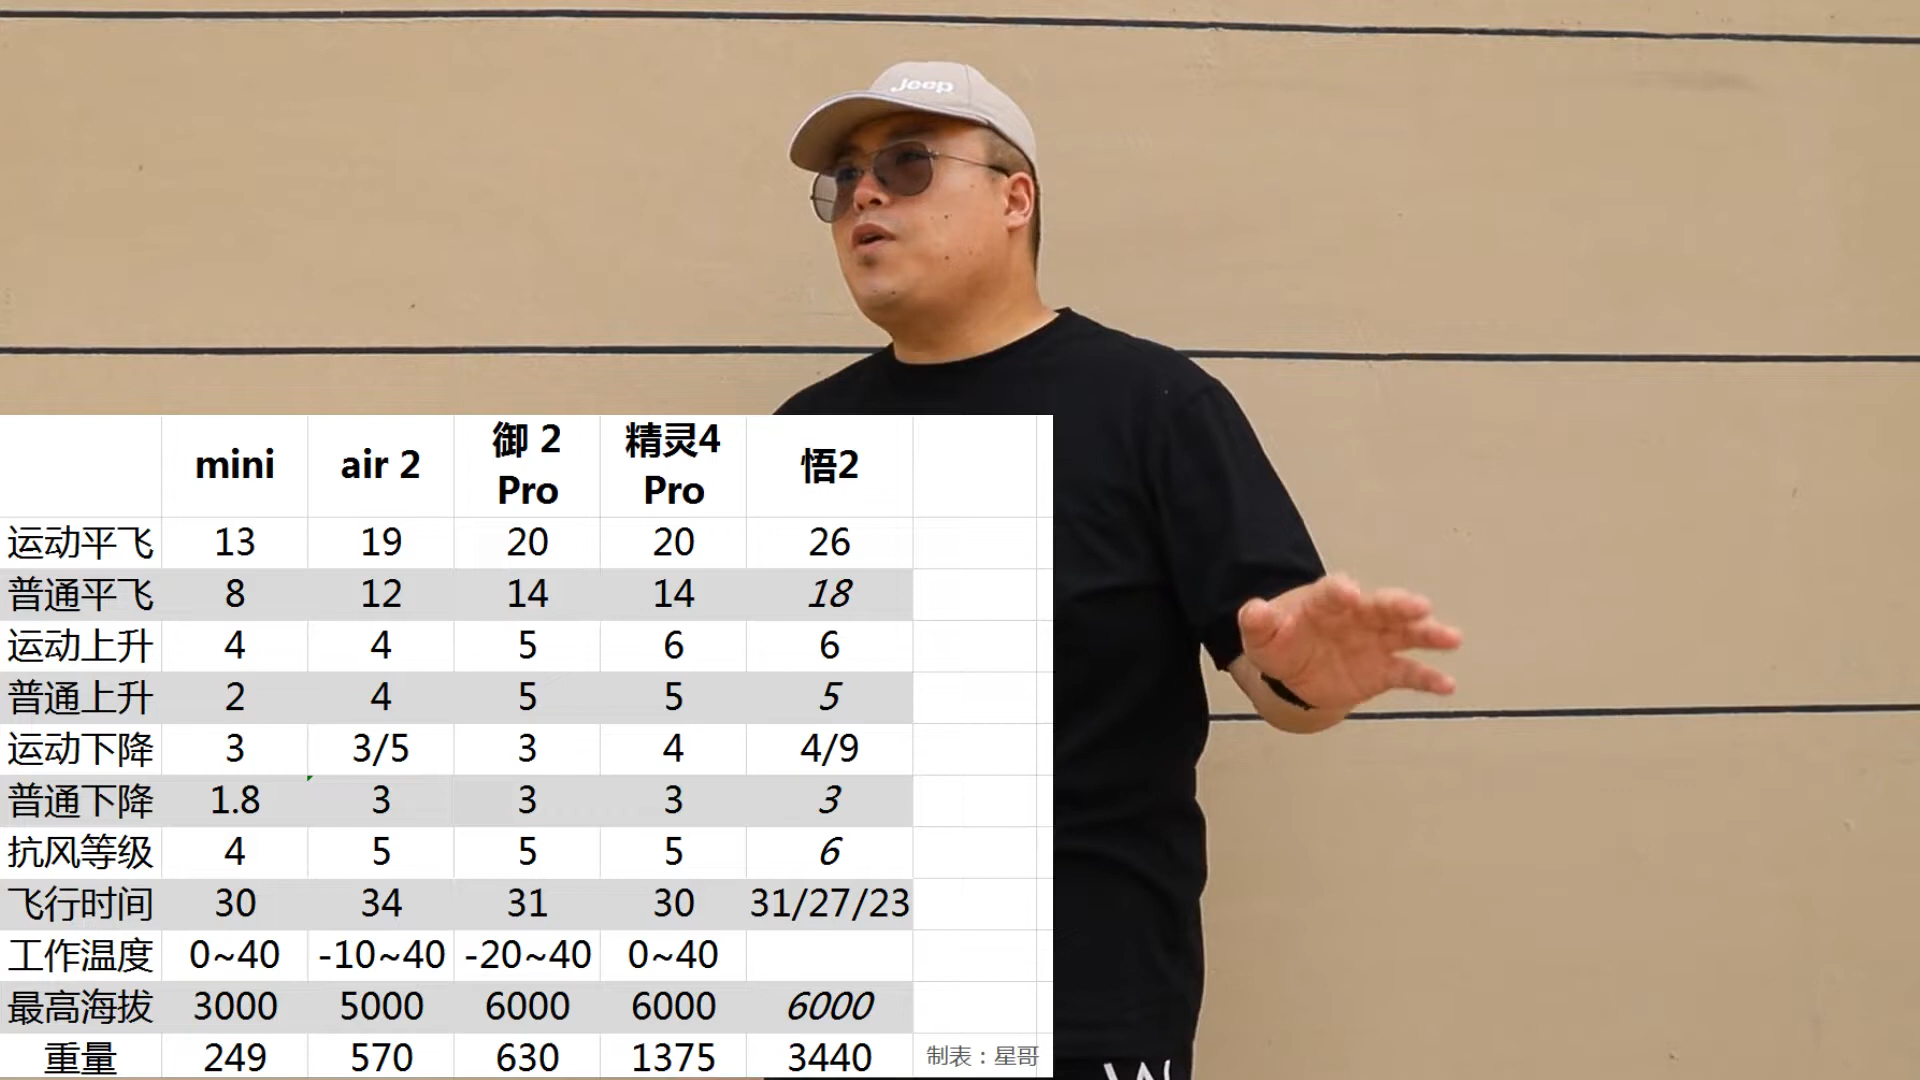 Jeep
mini air 2 御 2 Pro 精灵4 Pro 悟2
运动平飞 13 19 20 20 26
普通平飞 8 12 14 14 18
运动上升 4 4 5 6 6
普通上升 2 4 5 5 5
运动下降 3 3/5 3 4 4/9
普通下降 1.8 3 3 3 3
抗风等级 4 5 5 5 6
飞行时间 30 34 31 30 31/27/23
工作温度 0~40 -10~40 -20~40 0~40
最高海拔 3000 5000 6000 6000 6000
重量 249 570 630 1375 3440 制表：星哥